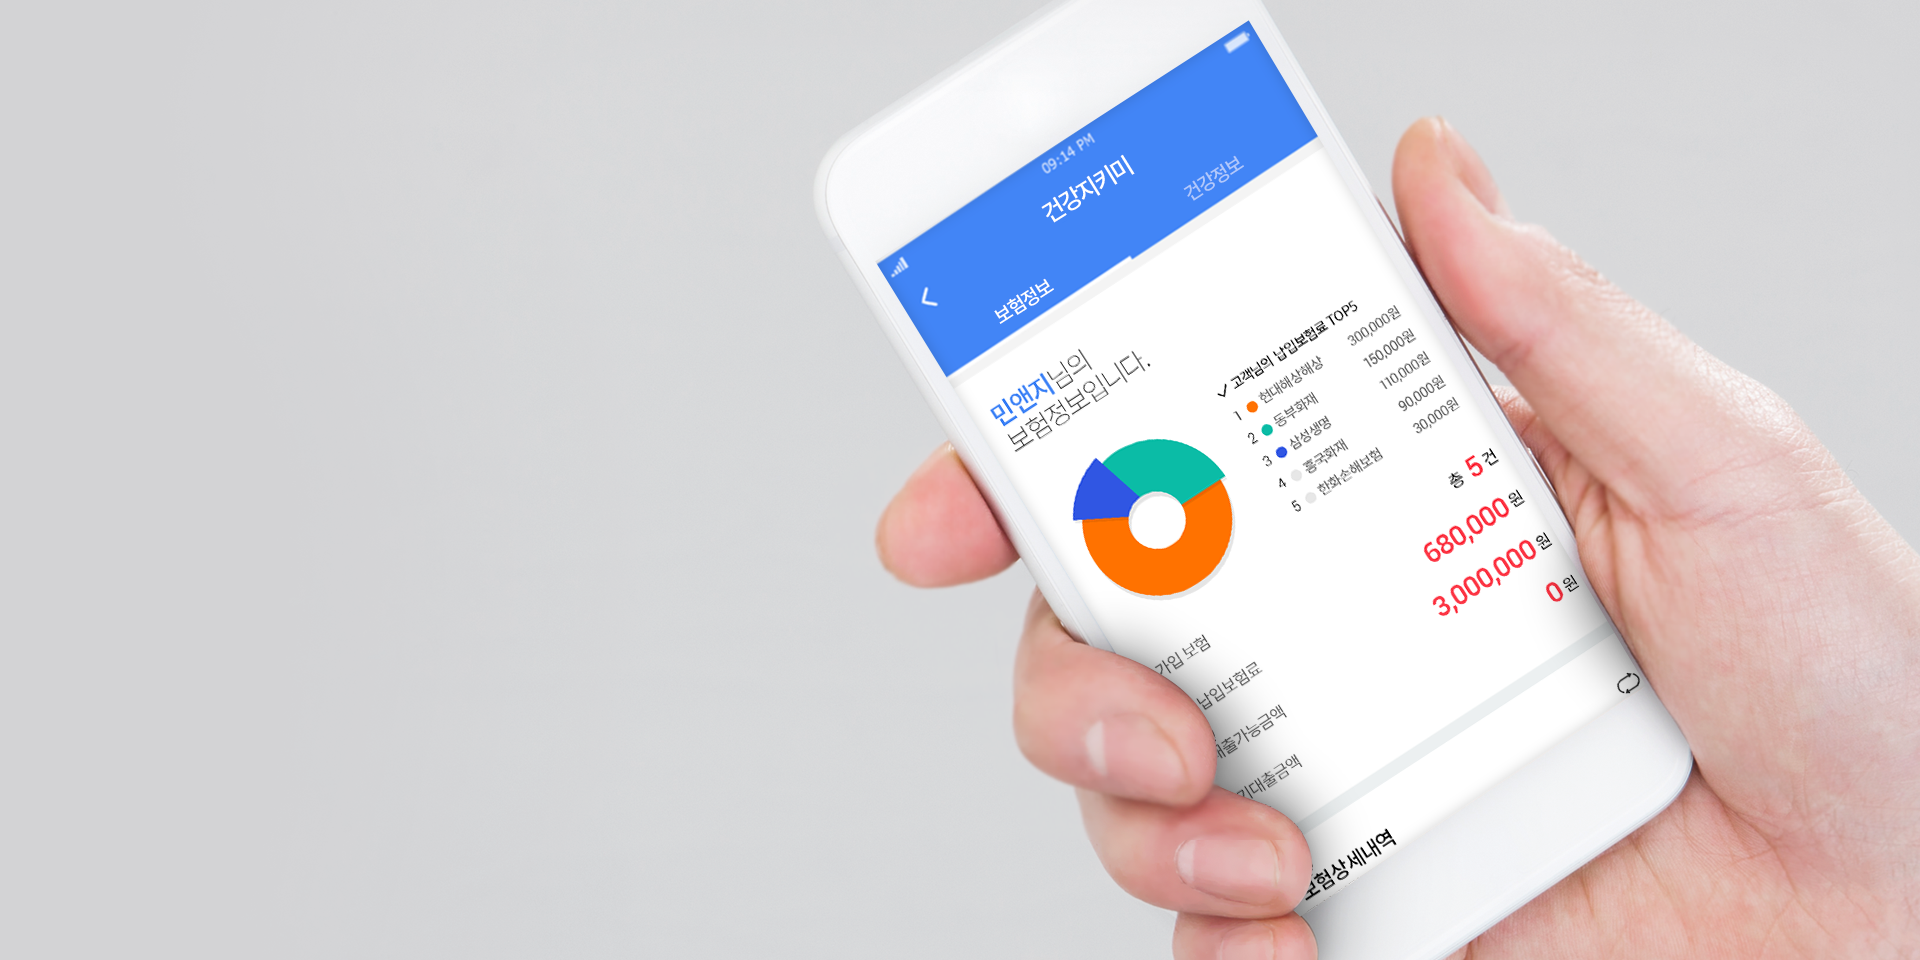 09:14 PM
건강지키미
보험정보
건강정보
민앤지님의
보험정보입니다.
고객님의 납입보험료 TOP5
1 현대해상해상 300,000원
2 동부화재 150,000원
3 삼성생명 110,000원
4 흥국화재 90,000원
5 한화손해보험 30,000원
가입 보험 총 5건
납입보험료 680,000원
대출가능금액 3,000,000원
기대출금액 0원
보험상세내역